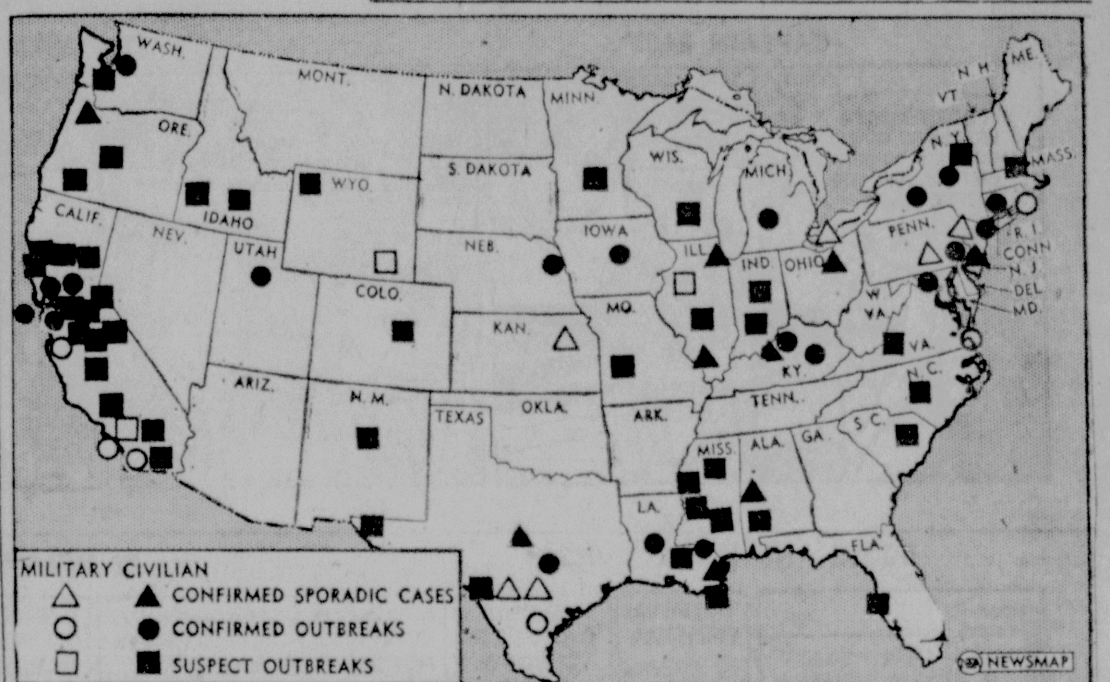 WASH.
MONT.
N. DAKOTA
MINN.
N. H.
ME.
VT
ORE.
N. Y.
S. DAKOTA
WIS.
MICH
MASS.
IDAHO
WYO.
CALIF.
NEV.
UTAH
NEB.
IOWA
ILL.
IND.
OHIO
PENN.
R. I.
CONN
N. J.
DEL
MD.
COLO.
KAN.
MO.
W.
VA.
VA.
KY.
ARIZ.
N. M.
TEXAS
OKLA.
ARK.
TENN.
N. C.
S C.
MISS.
ALA.
GA.
LA.
FLA.
MILITARY CIVILIAN
CONFIRMED SPORADIC CASES
CONFIRMED OUTBREAKS
SUSPECT OUTBREAKS
NEWSMAP